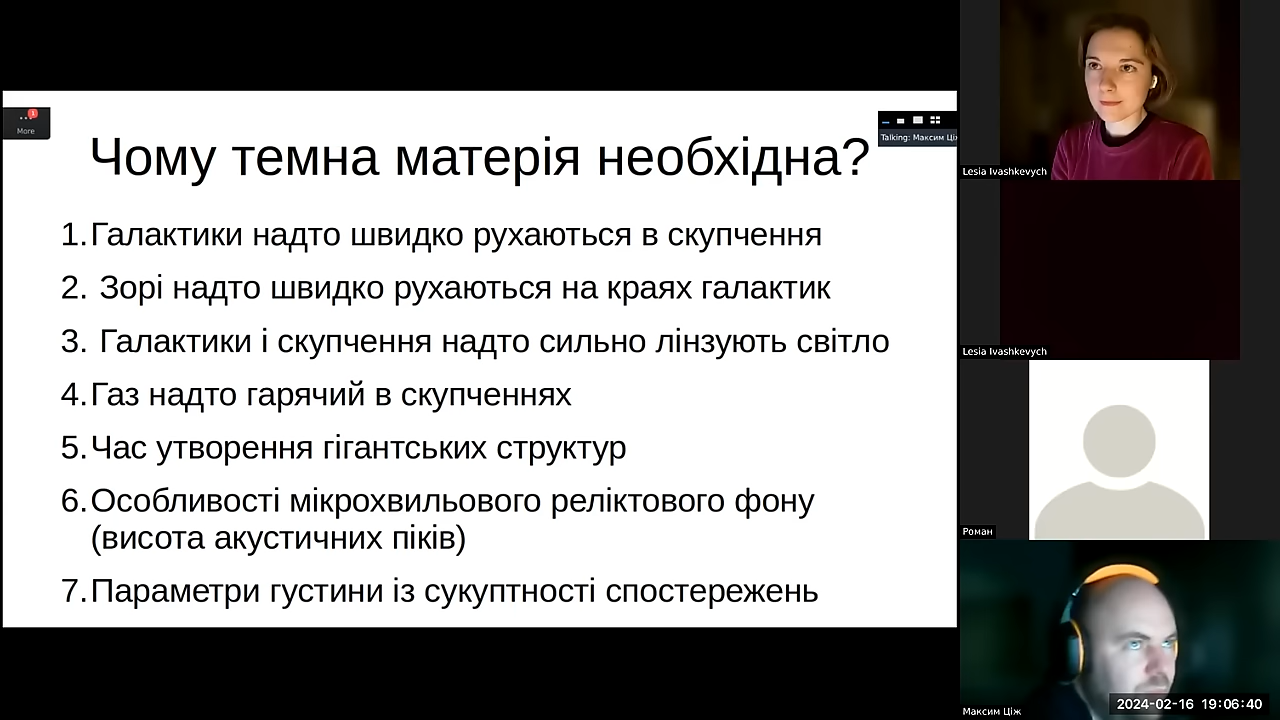 More
1
Talking: Максим Ці
Чому темна матерія необхідна?
1. Галактики надто швидко рухаються в скупчення
2. Зорі надто швидко рухаються на краях галактик
3. Галактики і скупчення надто сильно лінзують світло
4. Газ надто гарячий в скупченнях
5. Час утворення гігантських структур
6. Особливості мікрохвильового реліктового фону
(висота акустичних піків)
7. Параметри густини із сукуптності спостережень
Lesia Ivashkevych
Lesia Ivashkevych
Роман
Максим Ціж
2024-02-16 19:06:40